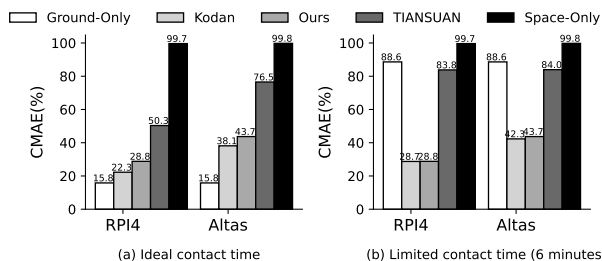 Ground-Only Kodan Ours TIANSUAN Space-Only
CMAE(%)
100
80
60
40
20
0
15.8 22.3 28.8 50.3 99.7
15.8 38.1 43.7 76.5 99.8
RPI4 Altas
(a) Ideal contact time
CMAE(%)
100
80
60
40
20
0
88.6 28.7 28.8 83.8 99.7
88.6 42.3 43.7 84.0 99.8
RPI4 Altas
(b) Limited contact time (6 minutes